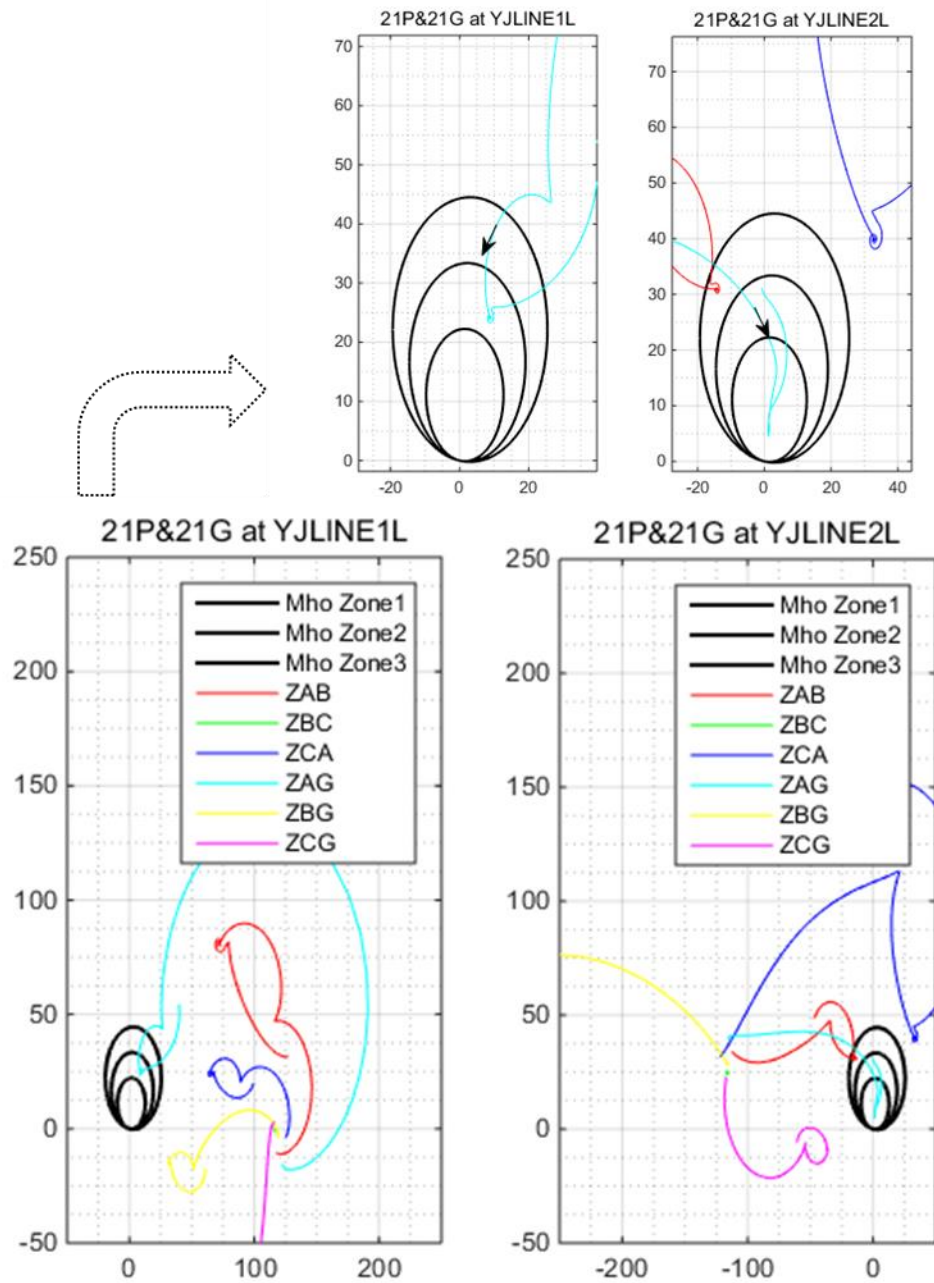 21P&21G at YJLINE1L
70
60
50
40
30
20
10
0
-20
0
20
21P&21G at YJLINE2L
70
60
50
40
30
20
10
0
-20
0
20
40
21P&21G at YJLINE1L
250
200
150
100
50
0
-50
0
100
200
Mho Zone1
Mho Zone2
Mho Zone3
ZAB
ZBC
ZCA
ZAG
ZBG
ZCG
21P&21G at YJLINE2L
250
200
150
100
50
0
-50
-200
-100
0
Mho Zone1
Mho Zone2
Mho Zone3
ZAB
ZBC
ZCA
ZAG
ZBG
ZCG